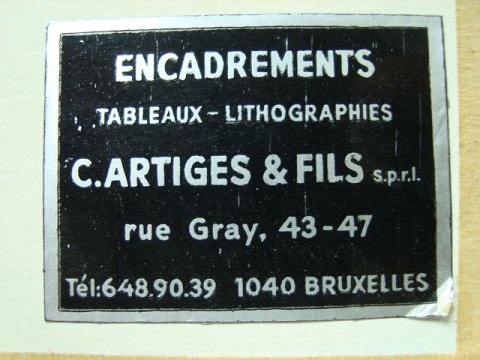 ENCADREMENTS
TABLEAUX - LITHOGRAPHIES
C.ARTIGES & FILS s.p.r.l.
rue Gray, 43-47
Tél:648.90.39 1040 BRUXELLES